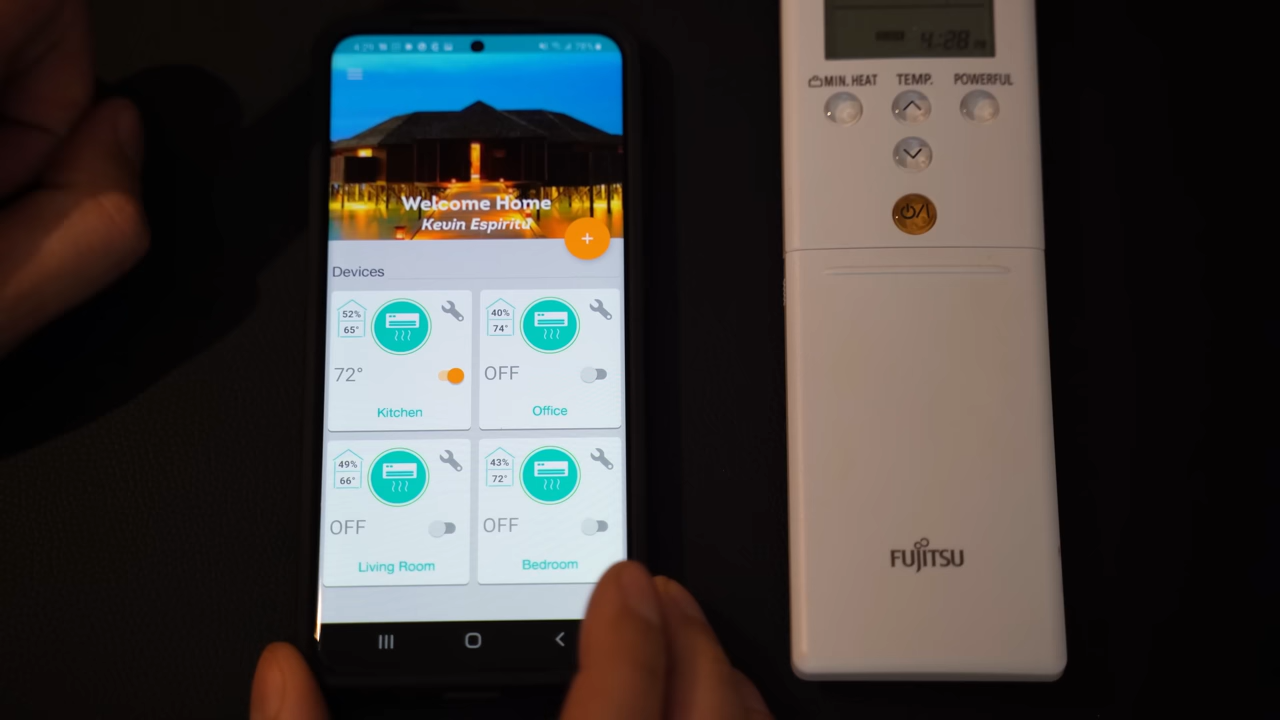 Welcome Home
Kevin Espiritu
+
Devices
52%
65°
72°
Kitchen
40%
74°
OFF
Office
49%
66°
OFF
Living Room
43%
72°
OFF
Bedroom
4:28
MIN. HEAT TEMP. POWERFUL
FUJITSU